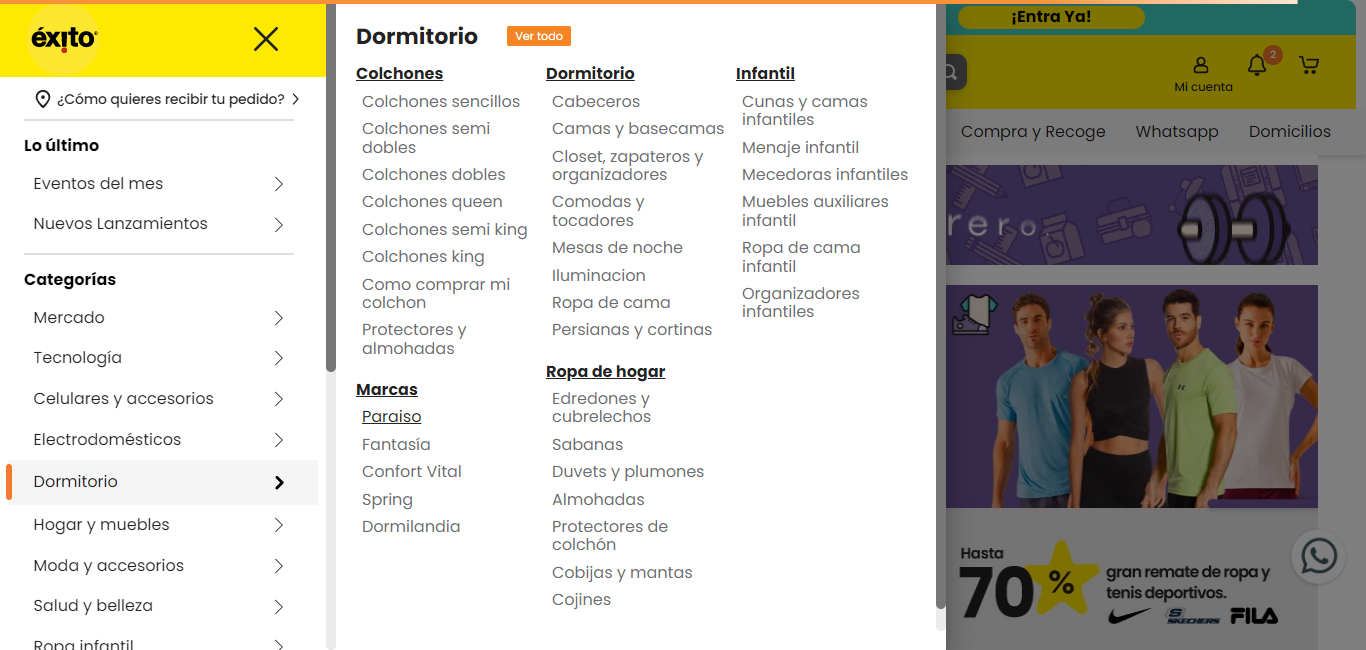 éxito
¿Cómo quieres recibir tu pedido?
Lo último
Eventos del mes
Nuevos Lanzamientos
Categorías
Mercado
Tecnología
Celulares y accesorios
Electrodomésticos
Dormitorio
Hogar y muebles
Moda y accesorios
Salud y belleza
Ropa infantil
Dormitorio
Ver todo
Colchones
Colchones sencillos
Colchones semi
dobles
Colchones dobles
Colchones queen
Colchones semi king
Colchones king
Como comprar mi
colchon
Protectores y
almohadas
Marcas
Paraiso
Fantasía
Confort Vital
Spring
Dormilandia
Dormitorio
Cabeceros
Camas y basecamas
Closet, zapateros y
organizadores
Comodas y
tocadores
Mesas de noche
Iluminacion
Ropa de cama
Persianas y cortinas
Ropa de hogar
Edredones y
cubrelechos
Sabanas
Duvets y plumones
Almohadas
Protectores de
colchón
Cobijas y mantas
Cojines
Infantil
Cunas y camas
infantiles
Menaje infantil
Mecedoras infantiles
Muebles auxiliares
infantil
Ropa de cama
infantil
Organizadores
infantiles
¡Entra Ya!
2
Mi cuenta
Compra y Recoge
Whatsapp
Domicilios
rero.
Hasta
70%
gran remate de ropa y
tenis deportivos.
SKECHERS
FILA